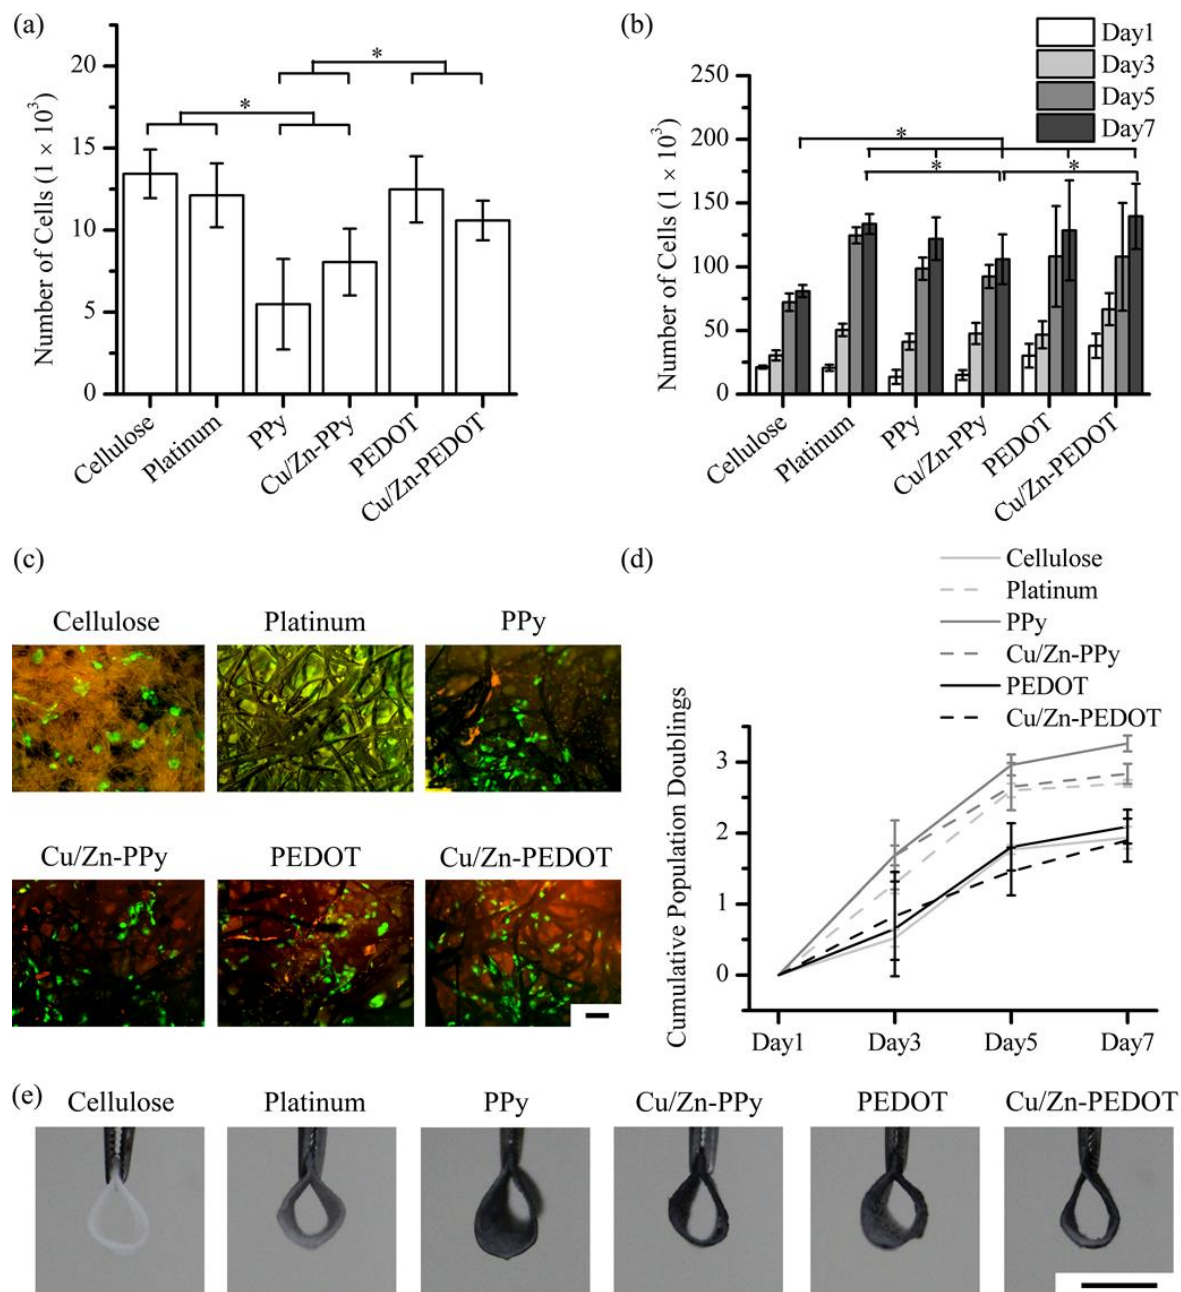 (a)
20
15
10
5
0
Number of Cells (1 × 10³)
*
*
Cellulose
Platinum
PPy
Cu/Zn-PPy
PEDOT
Cu/Zn-PEDOT
(b)
Day1
Day3
Day5
Day7
250
200
150
100
50
0
Number of Cells (1 × 10³)
*
*
*
Cellulose
Platinum
PPy
Cu/Zn-PPy
PEDOT
Cu/Zn-PEDOT
(c)
Cellulose Platinum PPy
Cu/Zn-PPy PEDOT Cu/Zn-PEDOT
(d)
Cellulose
Platinum
PPy
Cu/Zn-PPy
PEDOT
Cu/Zn-PEDOT
Cumulative Population Doublings
3
2
1
0
Day1 Day3 Day5 Day7
(e)
Cellulose Platinum PPy Cu/Zn-PPy PEDOT Cu/Zn-PEDOT